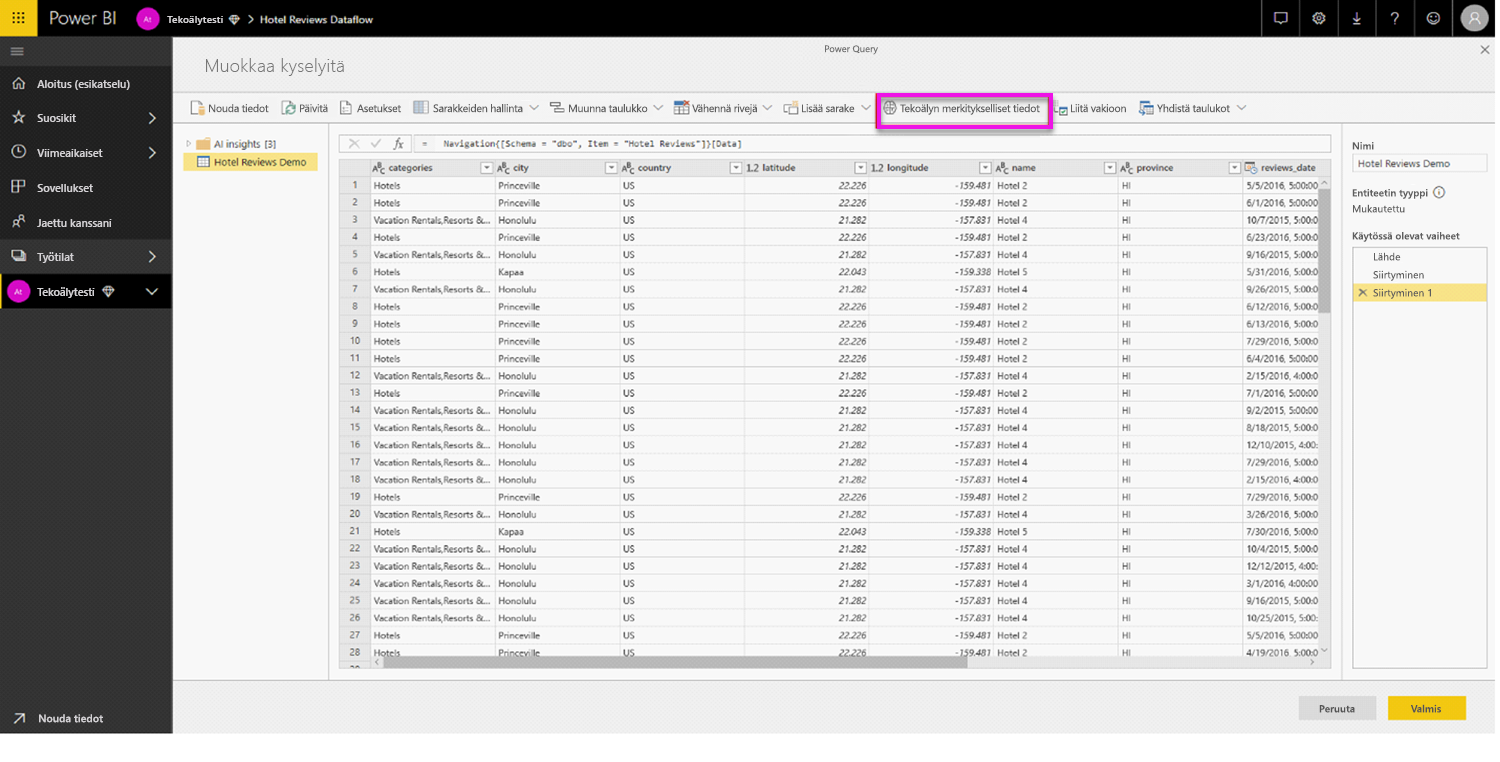 Power BI At Tekoälytesti > Hotel Reviews Dataflow
Power Query
Muokkaa kyselyitä
Aloitus (esikatselu)
Suosikit
Viimeaikaiset
Sovellukset
Jaettu kanssani
Työtilat
At Tekoälytesti
Nouda tiedot
Nouda tiedot Päivitä Asetukset Sarakkeiden hallinta Muunna taulukko Vähennä rivejä Lisää sarake Tekoälyn merkitykselliset tiedot Liitä vakioon Yhdistä taulukot
AI insights [3]
Hotel Reviews Demo
fx = Navigation{[Schema = "dbo", Item = "Hotel Reviews"]}[Data]
categories city country 1.2 latitude 1.2 longitude name province reviews_date
1 Hotels Princeville US 22.226 -159.481 Hotel 2 HI 5/5/2016, 5:00:00
2 Hotels Princeville US 22.226 -159.481 Hotel 2 HI 6/1/2016, 5:00:00
3 Vacation Rentals,Resorts &... Honolulu US 21.282 -157.831 Hotel 4 HI 10/7/2015, 5:00:0
4 Hotels Princeville US 22.226 -159.481 Hotel 2 HI 6/23/2016, 5:00:0
5 Vacation Rentals,Resorts &... Honolulu US 21.282 -157.831 Hotel 4 HI 9/16/2015, 5:00:0
6 Hotels Kapaa US 22.043 -159.338 Hotel 5 HI 5/31/2016, 5:00:0
7 Vacation Rentals,Resorts &... Honolulu US 21.282 -157.831 Hotel 4 HI 9/26/2015, 5:00:0
8 Hotels Princeville US 22.226 -159.481 Hotel 2 HI 6/12/2016, 5:00:0
9 Hotels Princeville US 22.226 -159.481 Hotel 2 HI 6/13/2016, 5:00:0
10 Hotels Princeville US 22.226 -159.481 Hotel 2 HI 7/29/2016, 5:00:0
11 Hotels Princeville US 22.226 -159.481 Hotel 2 HI 6/4/2016, 5:00:00
12 Vacation Rentals,Resorts &... Honolulu US 21.282 -157.831 Hotel 4 HI 2/15/2016, 4:00:0
13 Hotels Princeville US 22.226 -159.481 Hotel 2 HI 7/1/2016, 5:00:00
14 Vacation Rentals,Resorts &... Honolulu US 21.282 -157.831 Hotel 4 HI 9/2/2015, 5:00:00
15 Vacation Rentals,Resorts &... Honolulu US 21.282 -157.831 Hotel 4 HI 8/18/2015, 5:00:0
16 Vacation Rentals,Resorts &... Honolulu US 21.282 -157.831 Hotel 4 HI 12/10/2015, 4:00:
17 Vacation Rentals,Resorts &... Honolulu US 21.282 -157.831 Hotel 4 HI 7/29/2016, 5:00:0
18 Vacation Rentals,Resorts &... Honolulu US 21.282 -157.831 Hotel 4 HI 2/15/2016, 4:00:0
19 Hotels Princeville US 22.226 -159.481 Hotel 2 HI 7/29/2016, 5:00:0
20 Vacation Rentals,Resorts &... Honolulu US 21.282 -157.831 Hotel 4 HI 3/26/2016, 5:00:0
21 Hotels Kapaa US 22.043 -159.338 Hotel 5 HI 7/30/2016, 5:00:0
22 Vacation Rentals,Resorts &... Honolulu US 21.282 -157.831 Hotel 4 HI 10/4/2015, 5:00:0
23 Vacation Rentals,Resorts &... Honolulu US 21.282 -157.831 Hotel 4 HI 12/12/2015, 4:00:
24 Vacation Rentals,Resorts &... Honolulu US 21.282 -157.831 Hotel 4 HI 3/1/2016, 4:00:00
25 Vacation Rentals,Resorts &... Honolulu US 21.282 -157.831 Hotel 4 HI 9/16/2015, 5:00:0
26 Vacation Rentals,Resorts &... Honolulu US 21.282 -157.831 Hotel 4 HI 10/25/2015, 5:00:
27 Hotels Princeville US 22.226 -159.481 Hotel 2 HI 5/5/2016, 5:00:00
28 Hotels Princeville US 22.226 -159.481 Hotel 2 HI 4/19/2016, 5:00:0
Nimi
Hotel Reviews Demo
Entiteetin tyyppi
Mukautettu
Käytössä olevat vaiheet
Lähde
Siirtyminen
Siirtyminen 1
Peruuta Valmis